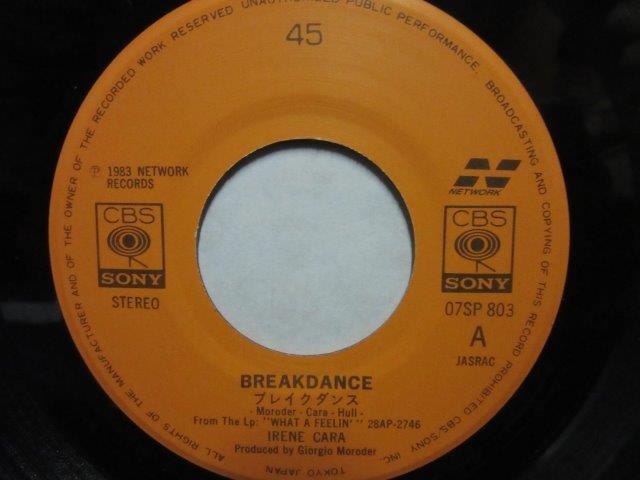 ALL RIGHTS OF THE MANUFACTURER AND OF THE OWNER OF THE RECORDED WORK RESERVED UNAUTHORISED PUBLIC PERFORMANCE, BROADCASTING AND COPYING OF THIS RECORD PROHIBITED CBS/SONY INC.
TOKYO JAPAN
45
℗ 1983 NETWORK
RECORDS
NETWORK
CBS
SONY
STEREO
CBS
SONY
07SP 803
A
JASRAC
BREAKDANCE
ブレイクダンス
- Moroder - Cara - Hull -
From The Lp: "WHAT A FEELIN'" 28AP-2746
IRENE CARA
Produced by Giorgio Moroder